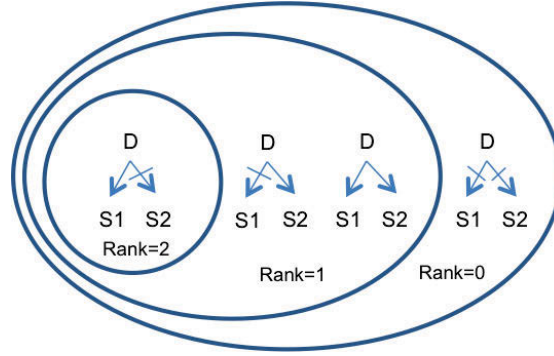 D D D D
S1 S2 S1 S2 S1 S2 S1 S2
Rank=2
Rank=1
Rank=0